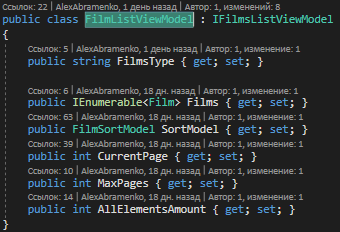 Ссылок: 22 | AlexAbramenko, 1 день назад | Автор: 1, изменений: 8
public class FilmListViewModel : IFilmsListViewModel
{
Ссылок: 5 | AlexAbramenko, 1 день назад | Автор: 1, изменение: 1
public string FilmsType { get; set; }
Ссылок: 6 | AlexAbramenko, 18 дн. назад | Автор: 1, изменение: 1
public IEnumerable<Film> Films { get; set; }
Ссылок: 63 | AlexAbramenko, 18 дн. назад | Автор: 1, изменение: 1
public FilmSortModel SortModel { get; set; }
Ссылок: 39 | AlexAbramenko, 18 дн. назад | Автор: 1, изменение: 1
public int CurrentPage { get; set; }
Ссылок: 10 | AlexAbramenko, 18 дн. назад | Автор: 1, изменение: 1
public int MaxPages { get; set; }
Ссылок: 14 | AlexAbramenko, 18 дн. назад | Автор: 1, изменение: 1
public int AllElementsAmount { get; set; }
}